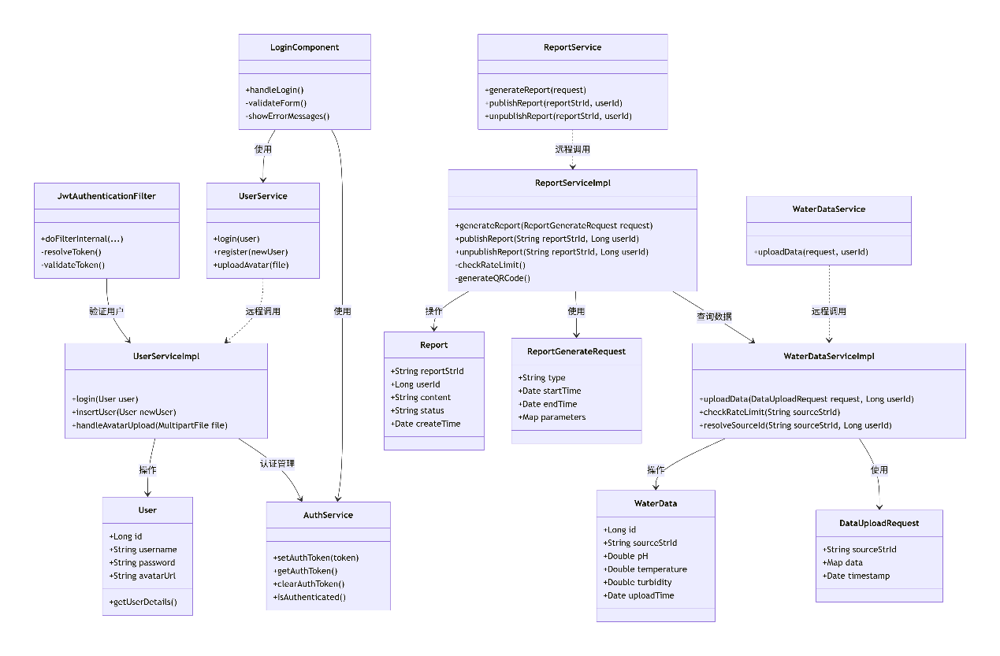 LoginComponent
+handleLogin()
-validateForm()
-showErrorMessages()
ReportService
+generateReport(request)
+publishReport(reportStrId, userId)
+unpublishReport(reportStrId, userId)
使用
远程调用
JwtAuthenticationFilter
+doFilterInternal(...)
-resolveToken()
-validateToken()
UserService
+login(user)
+register(newUser)
+uploadAvatar(file)
ReportServiceImpl
+generateReport(ReportGenerateRequest request)
+publishReport(String reportStrId, Long userId)
+unpublishReport(String reportStrId, Long userId)
-checkRateLimit()
-generateQRCode()
WaterDataService
+uploadData(request, userId)
验证用户
远程调用
使用
操作
使用
查询数据
远程调用
UserServiceImpl
+login(User user)
+insertUser(User newUser)
+handleAvatarUpload(MultipartFile file)
Report
+String reportStrId
+Long userId
+String content
+String status
+Date createTime
ReportGenerateRequest
+String type
+Date startTime
+Date endTime
+Map parameters
WaterDataServiceImpl
+uploadData(DataUploadRequest request, Long userId)
+checkRateLimit(String sourceStrId)
+resolveSourceId(String sourceStrId, Long userId)
操作
认证管理
操作
使用
User
+Long id
+String username
+String password
+String avatarUrl
+getUserDetails()
AuthService
+setAuthToken(token)
+getAuthToken()
+clearAuthToken()
+isAuthenticated()
WaterData
+Long id
+String sourceStrId
+Double pH
+Double temperature
+Double turbidity
+Date uploadTime
DataUploadRequest
+String sourceStrId
+Map data
+Date timestamp